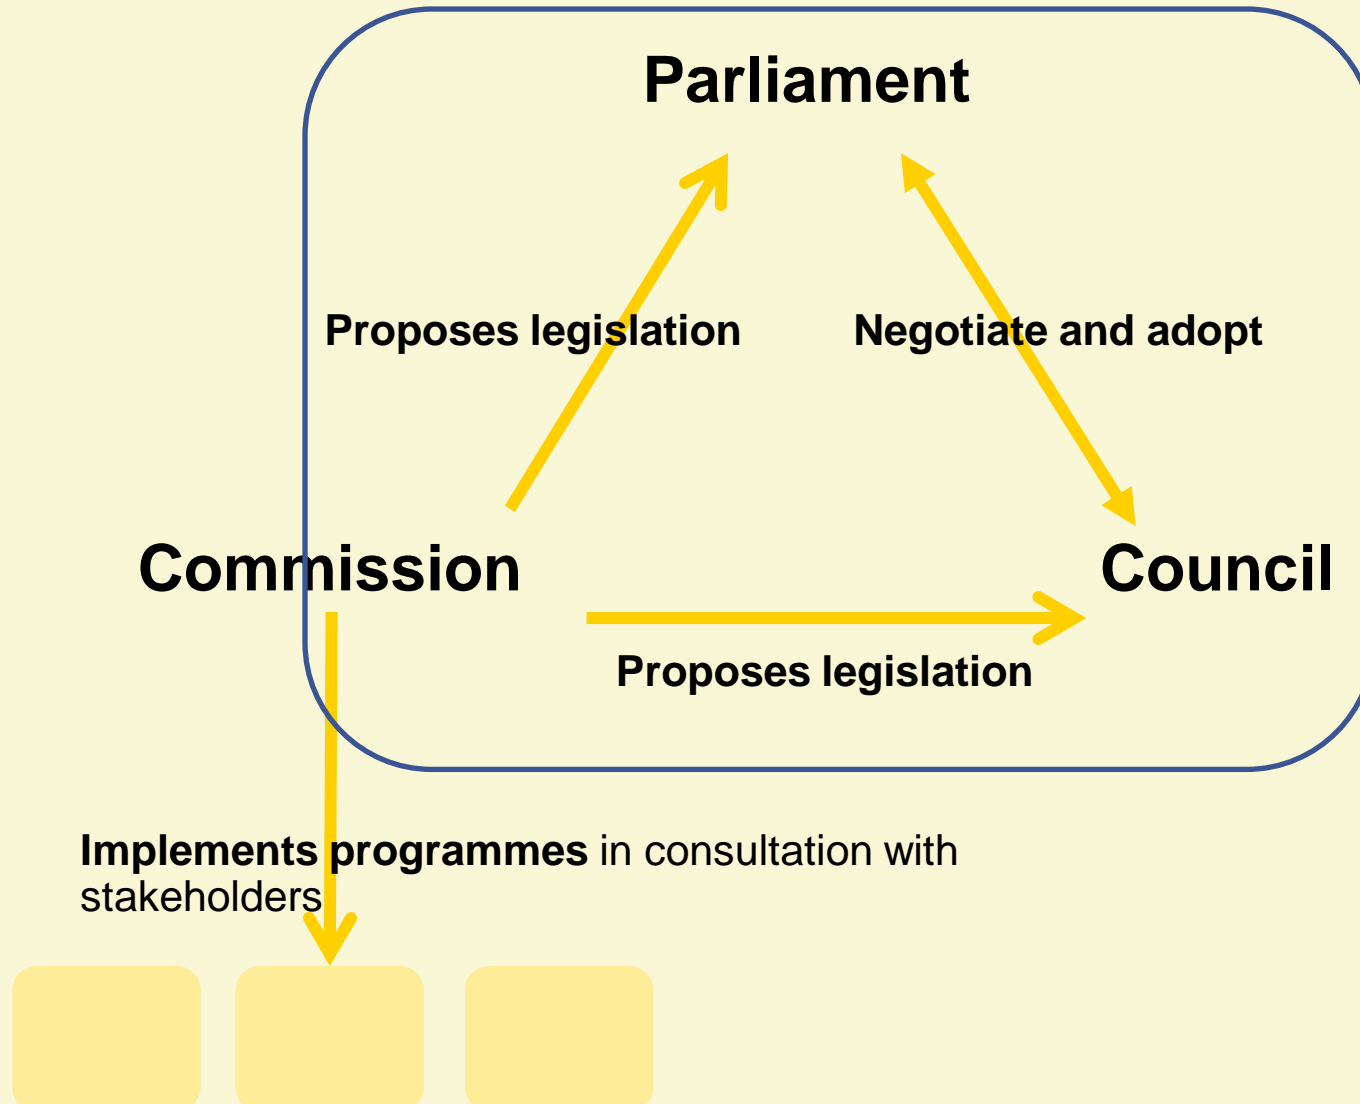 Parliament
Proposes legislation
Negotiate and adopt
Commission
Council
Proposes legislation
Implements programmes in consultation with
stakeholders